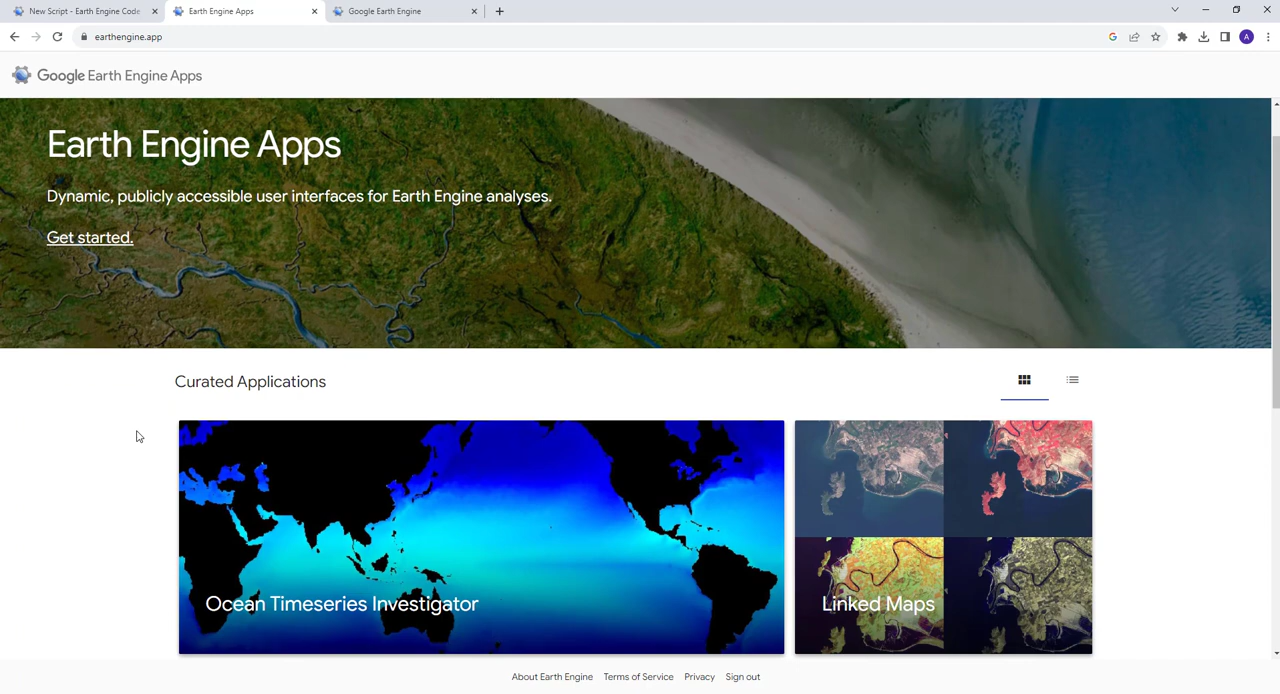 New Script - Earth Engine Code
Earth Engine Apps
Google Earth Engine
earthengine.app
A
Google Earth Engine Apps
Earth Engine Apps
Dynamic, publicly accessible user interfaces for Earth Engine analyses.
Get started.
Curated Applications
Ocean Timeseries Investigator
Linked Maps
About Earth Engine Terms of Service Privacy Sign out